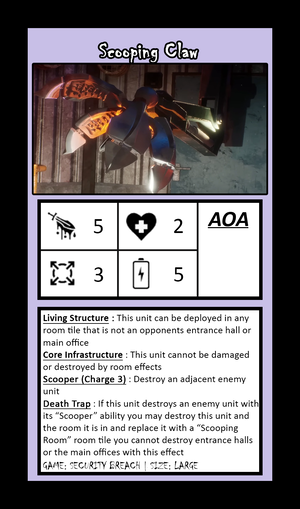 Scooping Claw
5
2
AOA
3
5
Living Structure : This unit can be deployed in any
room tile that is not an opponents entrance hall or
main office
Core Infrastructure : This unit cannot be damaged
or destroyed by room effects
Scooper (Charge 3) : Destroy an adjacent enemy
unit
Death Trap : If this unit destroys an enemy unit with
its "Scooper" ability you may destroy this unit and
the room it is in and replace it with a "Scooping
Room" room tile you cannot destroy entrance halls
or the main offices with this effect
GAME; SECURITY BREACH | SIZE; LARGE